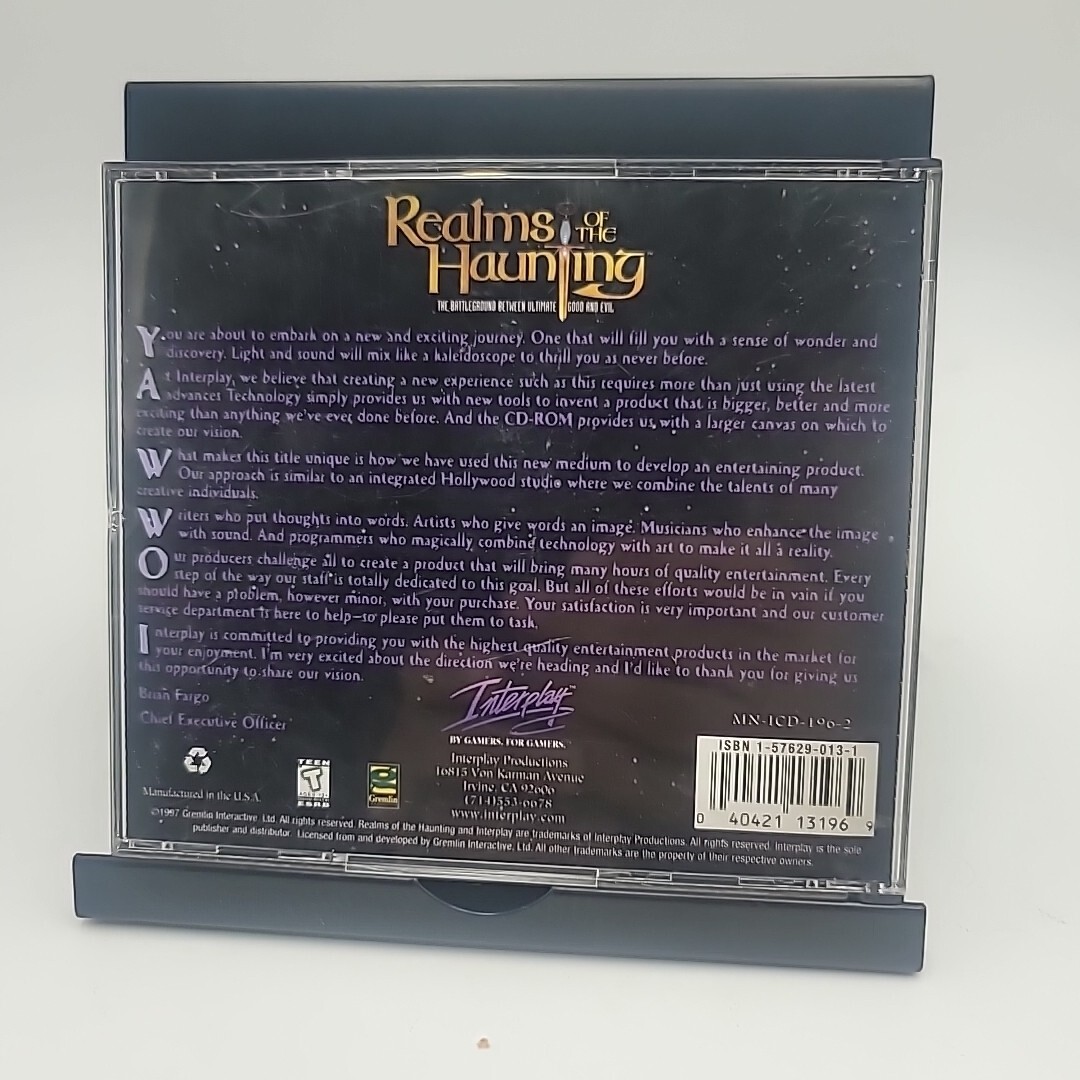 Realms OF THE
Haunting™
THE BATTLEGROUND BETWEEN ULTIMATE GOOD AND EVIL
You are about to embark on a new and exciting journey. One that will fill you with a sense of wonder and
discovery. Light and sound will mix like a kaleidoscope to thrill you as never before.
At Interplay, we believe that creating a new experience such as this requires more than just using the latest
advances Technology simply provides us with new tools to invent a product that is bigger, better and more
exciting than anything we've ever done before. And the CD-ROM provides us with a larger canvas on which to
create our vision.
What makes this title unique is how we have used this new medium to develop an entertaining product.
Our approach is similar to an integrated Hollywood studio where we combine the talents of many
creative individuals.
Writers who put thoughts into words. Artists who give words an image. Musicians who enhance the image
with sound. And programmers who magically combine technology with art to make it all a reality.
Our producers challenge all to create a product that will bring many hours of quality entertainment. Every
step of the way our staff is totally dedicated to this goal. But all of these efforts would be in vain if you
should have a problem, however minor, with your purchase. Your satisfaction is very important and our customer
service department is here to help—so please put them to task.
Interplay is committed to providing you with the highest quality entertainment products in the market for
your enjoyment. I'm very excited about the direction we're heading and I'd like to thank you for giving us
this opportunity to share our vision.
Brian Fargo
Chief Executive Officer
Interplay™
BY GAMERS. FOR GAMERS.™
Interplay Productions
16815 Von Karman Avenue
Irvine, CA 92606
(714)553-6678
www.interplay.com
MN-ICD-196-2
ISBN 1-57629-013-1
0 40421 13196 9
TEEN
T
AGES 13+
ESRB
g
Gremlin
Manufactured in the U.S.A.
©1997 Gremlin Interactive, Ltd. All rights reserved. Realms of the Haunting and Interplay are trademarks of Interplay Productions. All rights reserved. Interplay is the sole
publisher and distributor. Licensed from and developed by Gremlin Interactive, Ltd. All other trademarks are the property of their respective owners.